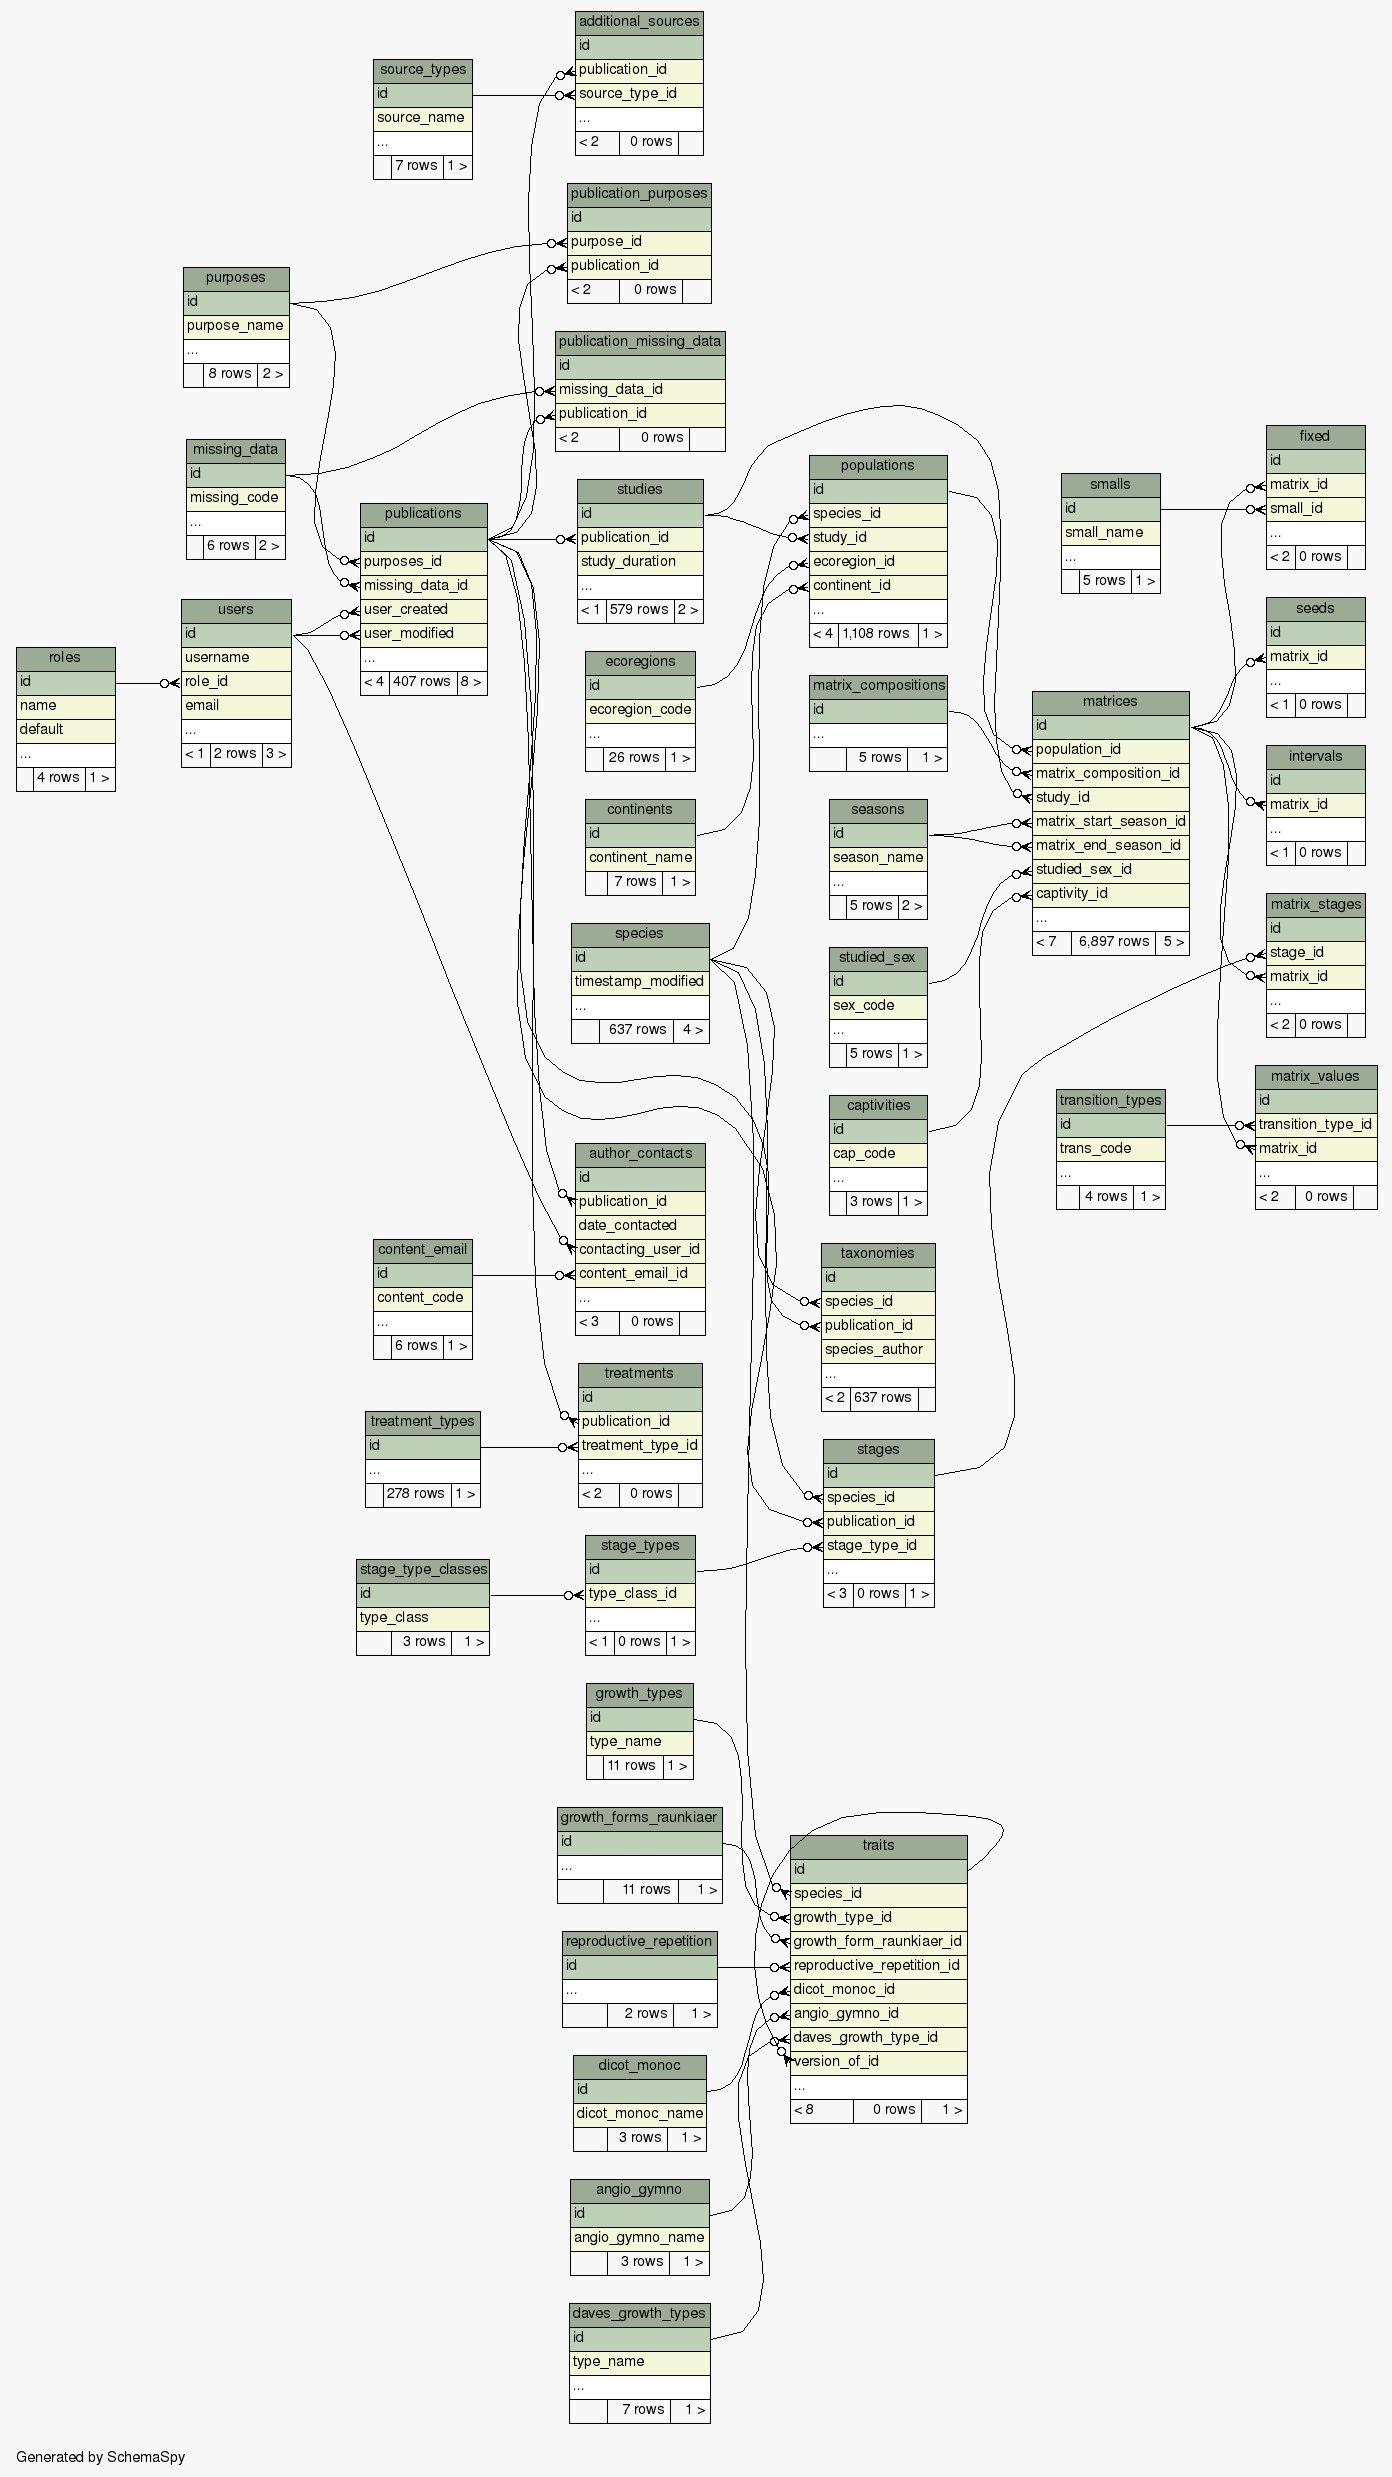 additional_sources
id
publication_id
source_type_id
...
< 2 0 rows
source_types
id
source_name
...
7 rows 1 >
publication_purposes
id
purpose_id
publication_id
< 2 0 rows
purposes
id
purpose_name
...
8 rows 2 >
publication_missing_data
id
missing_data_id
publication_id
< 2 0 rows
missing_data
id
missing_code
...
6 rows 2 >
publications
id
purposes_id
missing_data_id
user_created
user_modified
...
< 4 407 rows 8 >
studies
id
publication_id
study_duration
...
< 1 579 rows 2 >
populations
id
species_id
study_id
ecoregion_id
continent_id
...
< 4 1,108 rows 1 >
smalls
id
small_name
...
5 rows 1 >
fixed
id
matrix_id
small_id
...
< 2 0 rows
users
id
username
role_id
email
...
< 1 2 rows 3 >
roles
id
name
default
...
4 rows 1 >
ecoregions
id
ecoregion_code
...
26 rows 1 >
matrix_compositions
id
...
5 rows 1 >
matrices
id
population_id
matrix_composition_id
study_id
matrix_start_season_id
matrix_end_season_id
studied_sex_id
captivity_id
...
< 7 6,897 rows 5 >
seeds
id
matrix_id
...
< 1 0 rows
intervals
id
matrix_id
...
< 1 0 rows
continents
id
continent_name
7 rows 1 >
seasons
id
season_name
...
5 rows 2 >
matrix_stages
id
stage_id
matrix_id
...
< 2 0 rows
species
id
timestamp_modified
...
637 rows 4 >
studied_sex
id
sex_code
...
5 rows 1 >
captivities
id
cap_code
...
3 rows 1 >
transition_types
id
trans_code
...
4 rows 1 >
matrix_values
id
transition_type_id
matrix_id
...
< 2 0 rows
author_contacts
id
publication_id
date_contacted
contacting_user_id
content_email_id
...
< 3 0 rows
content_email
id
content_code
...
6 rows 1 >
taxonomies
id
species_id
publication_id
species_author
...
< 2 637 rows
treatments
id
publication_id
treatment_type_id
...
< 2 0 rows
treatment_types
id
...
278 rows 1 >
stages
id
species_id
publication_id
stage_type_id
...
< 3 0 rows 1 >
stage_types
id
type_class_id
...
< 1 0 rows 1 >
stage_type_classes
id
type_class
3 rows 1 >
growth_types
id
type_name
11 rows 1 >
growth_forms_raunkiaer
id
...
11 rows 1 >
traits
id
species_id
growth_type_id
growth_form_raunkiaer_id
reproductive_repetition_id
dicot_monoc_id
angio_gymno_id
daves_growth_type_id
version_of_id
...
< 8 0 rows 1 >
reproductive_repetition
id
...
2 rows 1 >
dicot_monoc
id
dicot_monoc_name
3 rows 1 >
angio_gymno
id
angio_gymno_name
3 rows 1 >
daves_growth_types
id
type_name
...
7 rows 1 >
Generated by SchemaSpy